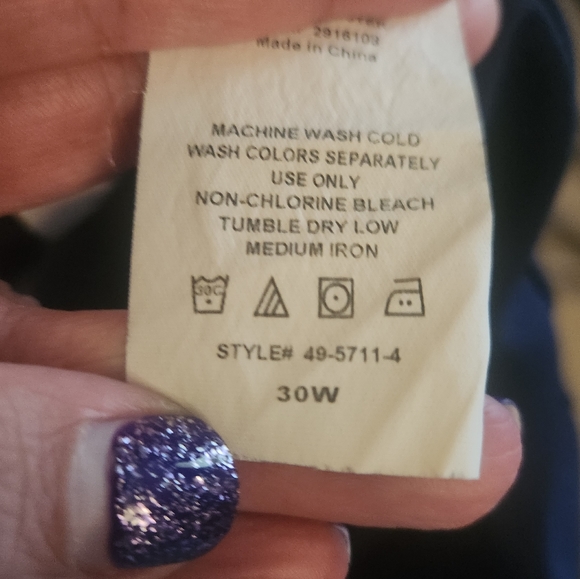 2916103
Made in China
MACHINE WASH COLD
WASH COLORS SEPARATELY
USE ONLY
NON-CHLORINE BLEACH
TUMBLE DRY LOW
MEDIUM IRON
30C
STYLE# 49-5711-4
30W